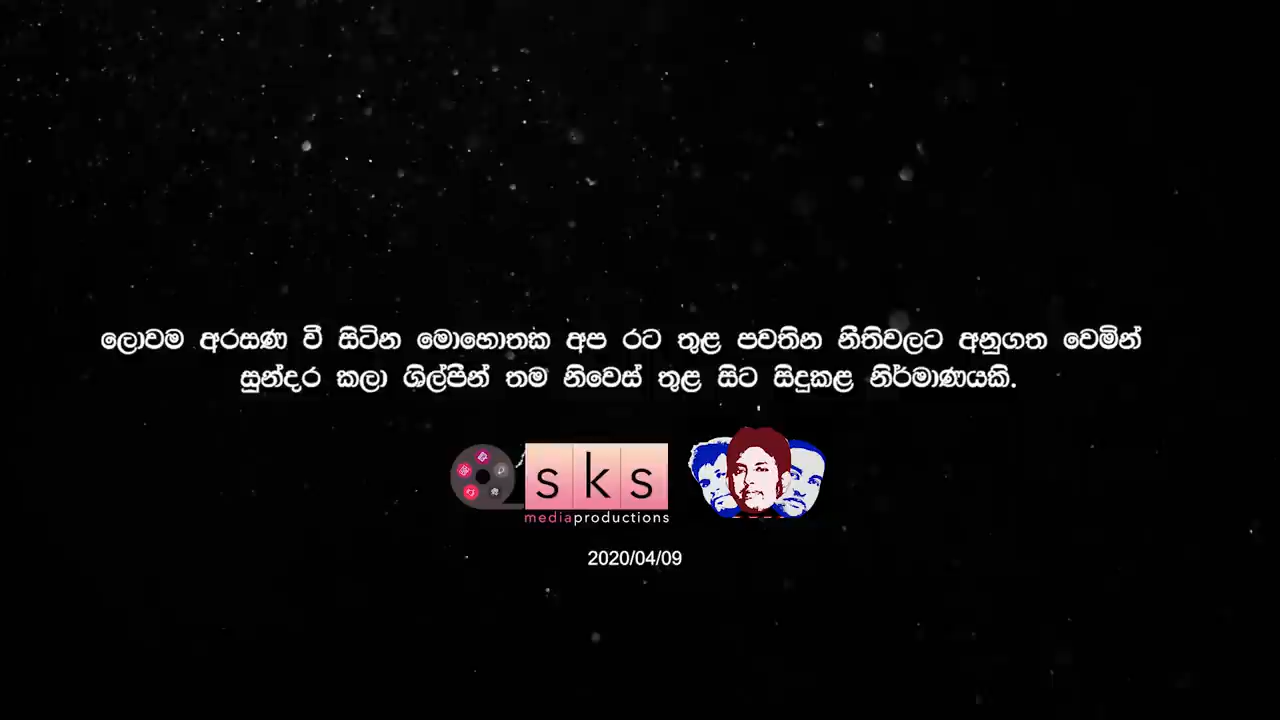 ලොවම අරසණ වී සිටින මොහොතක අප රට තුළ පවතින නීතිවලට අනුගත වෙමින්
සුන්දර කලා ශිල්පීන් තම නිවෙස් තුළ සිට සිදුකළ නිර්මාණයකි.
sks
mediaproductions
2020/04/09